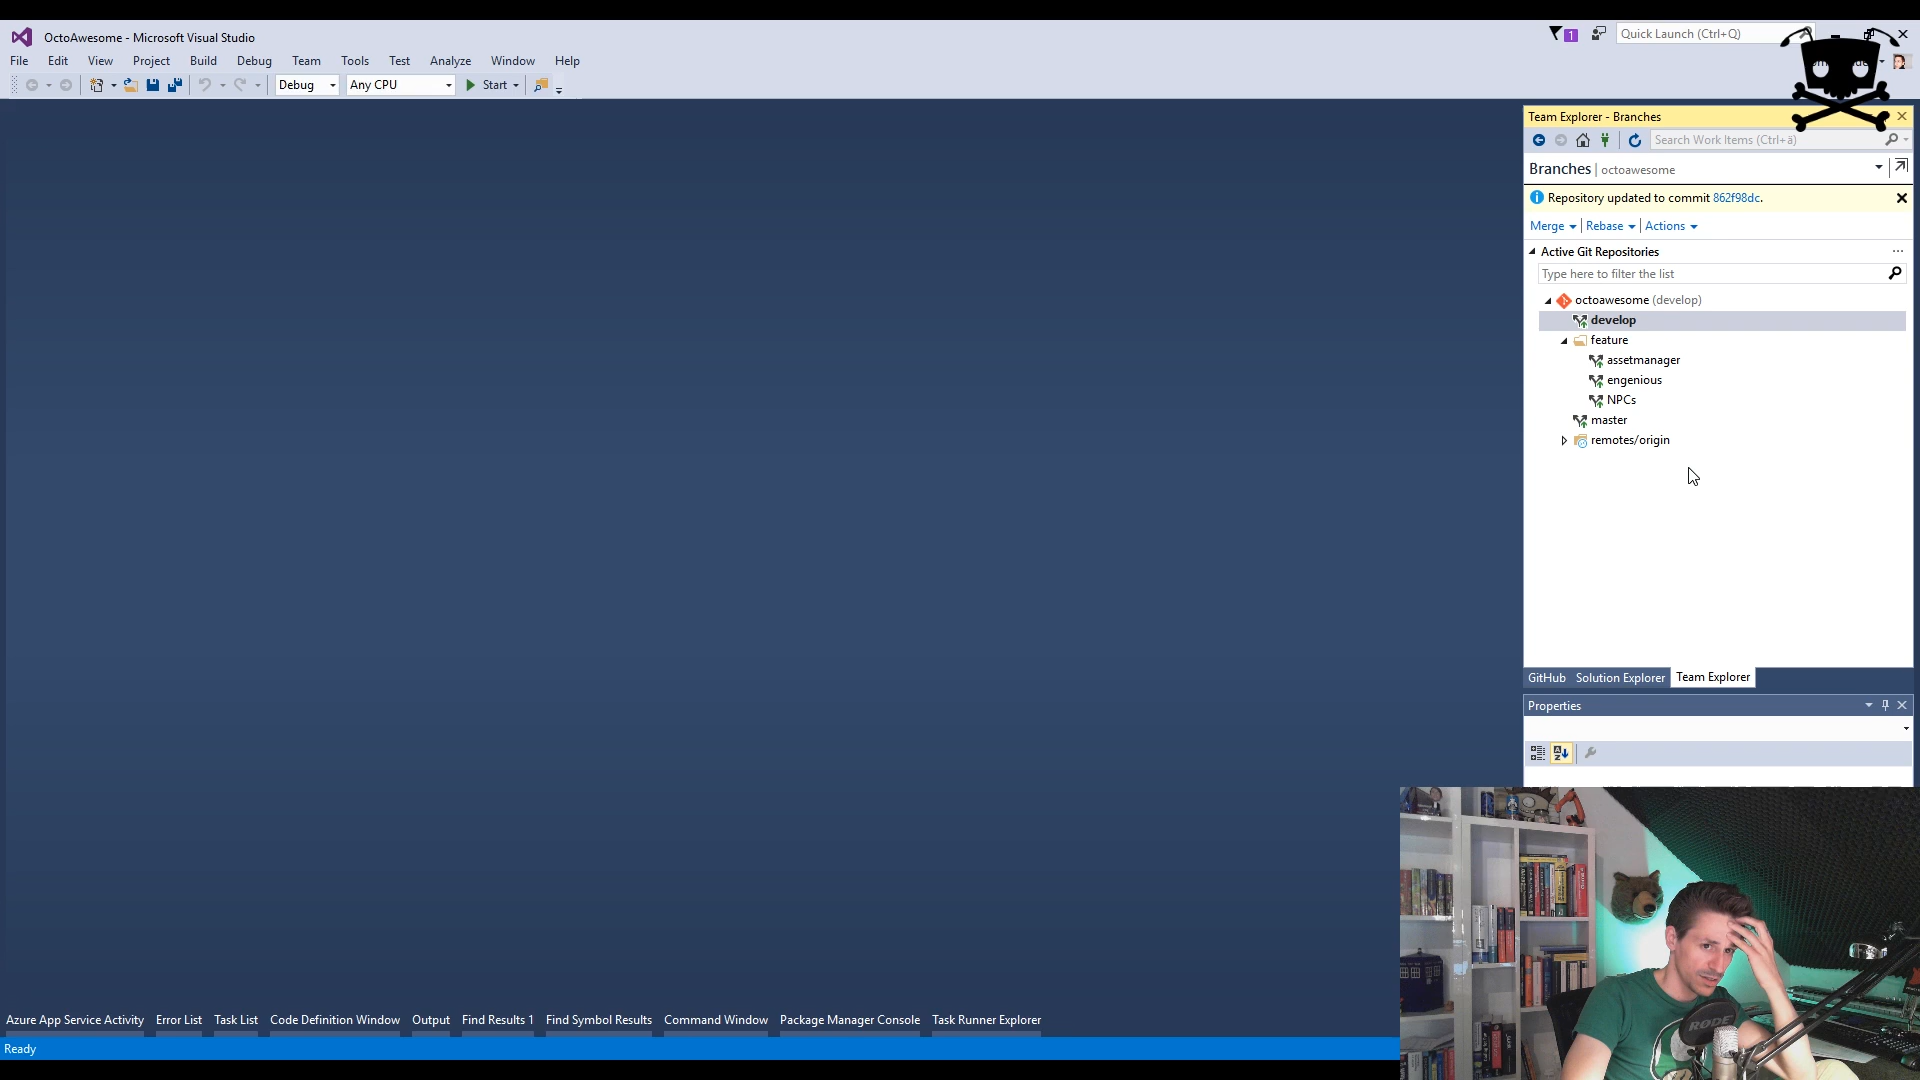 OctoAwesome - Microsoft Visual Studio
1
Quick Launch (Ctrl+Q)
File Edit View Project Build Debug Team Tools Test Analyze Window Help
Debug Any CPU Start
Team Explorer - Branches
Search Work Items (Ctrl+ä)
Branches | octoawesome
Repository updated to commit 862f98dc.
Merge Rebase Actions
Active Git Repositories
Type here to filter the list
octoawesome (develop)
develop
feature
assetmanager
engenious
NPCs
master
remotes/origin
GitHub Solution Explorer Team Explorer
Properties
RODE
Azure App Service Activity Error List Task List Code Definition Window Output Find Results 1 Find Symbol Results Command Window Package Manager Console Task Runner Explorer
Ready